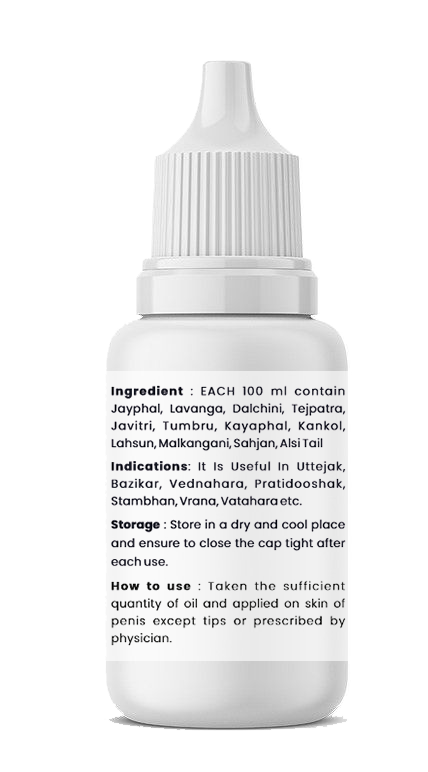 Ingredient : EACH 100 ml contain
Jayphal, Lavanga, Dalchini, Tejpatra,
Javitri, Tumbru, Kayaphal, Kankol,
Lahsun, Malkangani, Sahjan, Alsi Tail
Indications: It Is Useful In Uttejak,
Bazikar, Vednahara, Pratidooshak,
Stambhan, Vrana, Vatahara etc.
Storage : Store in a dry and cool place
and ensure to close the cap tight after
each use.
How to use : Taken the sufficient
quantity of oil and applied on skin of
penis except tips or prescribed by
physician.